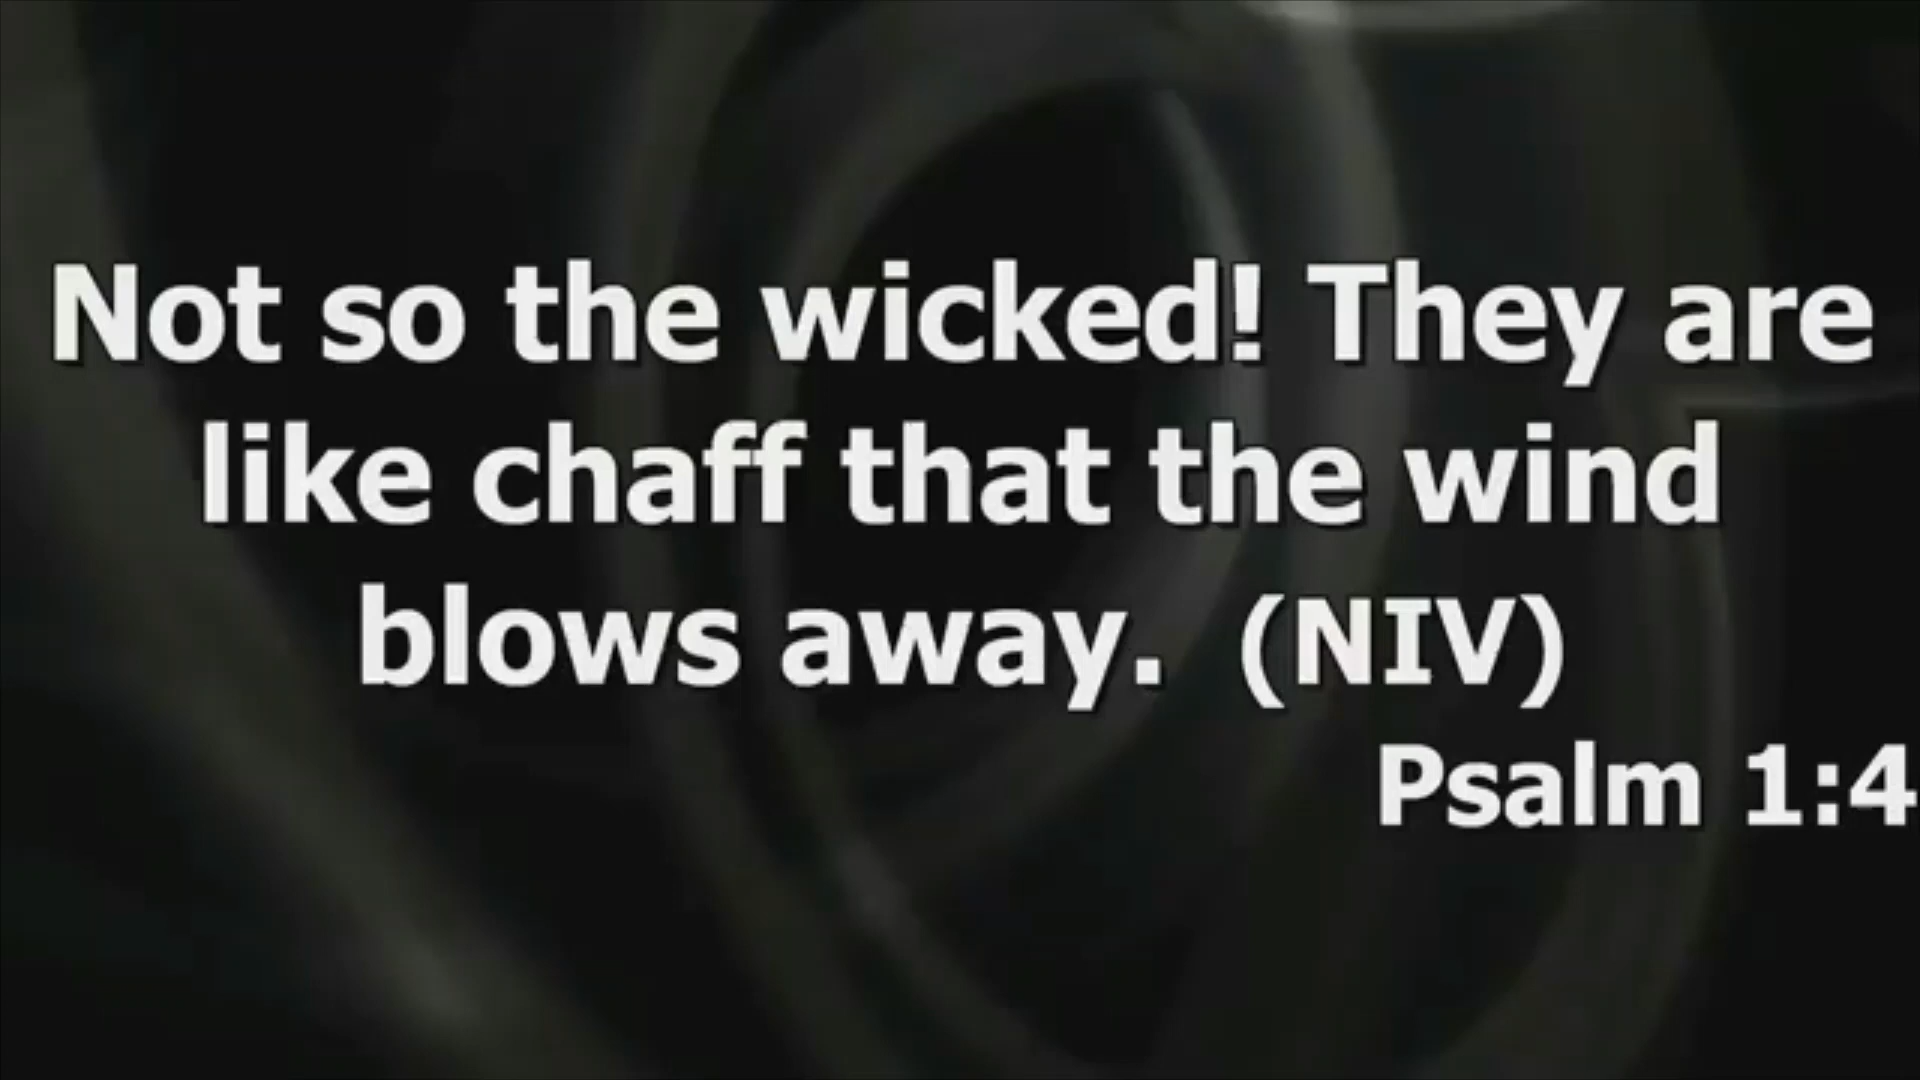 Not so the wicked! They are
like chaff that the wind
blows away. (NIV)
Psalm 1:4